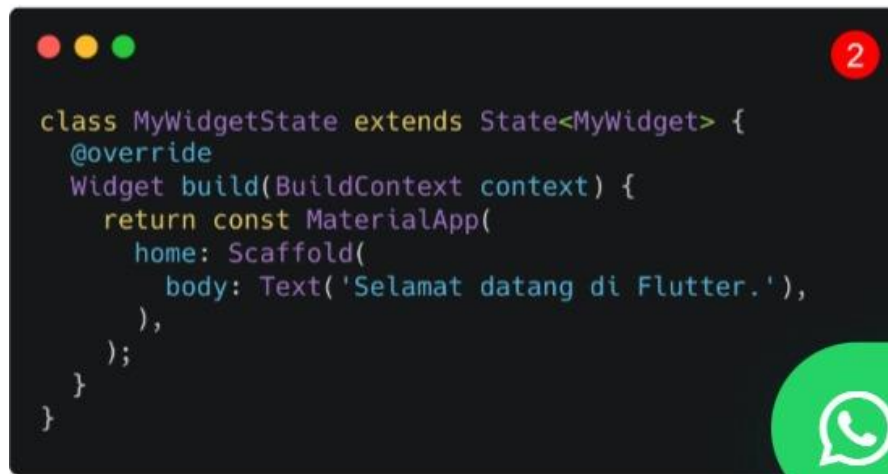 2
class MyWidgetState extends State<MyWidget> {
  @override
  Widget build(BuildContext context) {
    return const MaterialApp(
      home: Scaffold(
        body: Text('Selamat datang di Flutter.'),
      ),
    );
  }
}